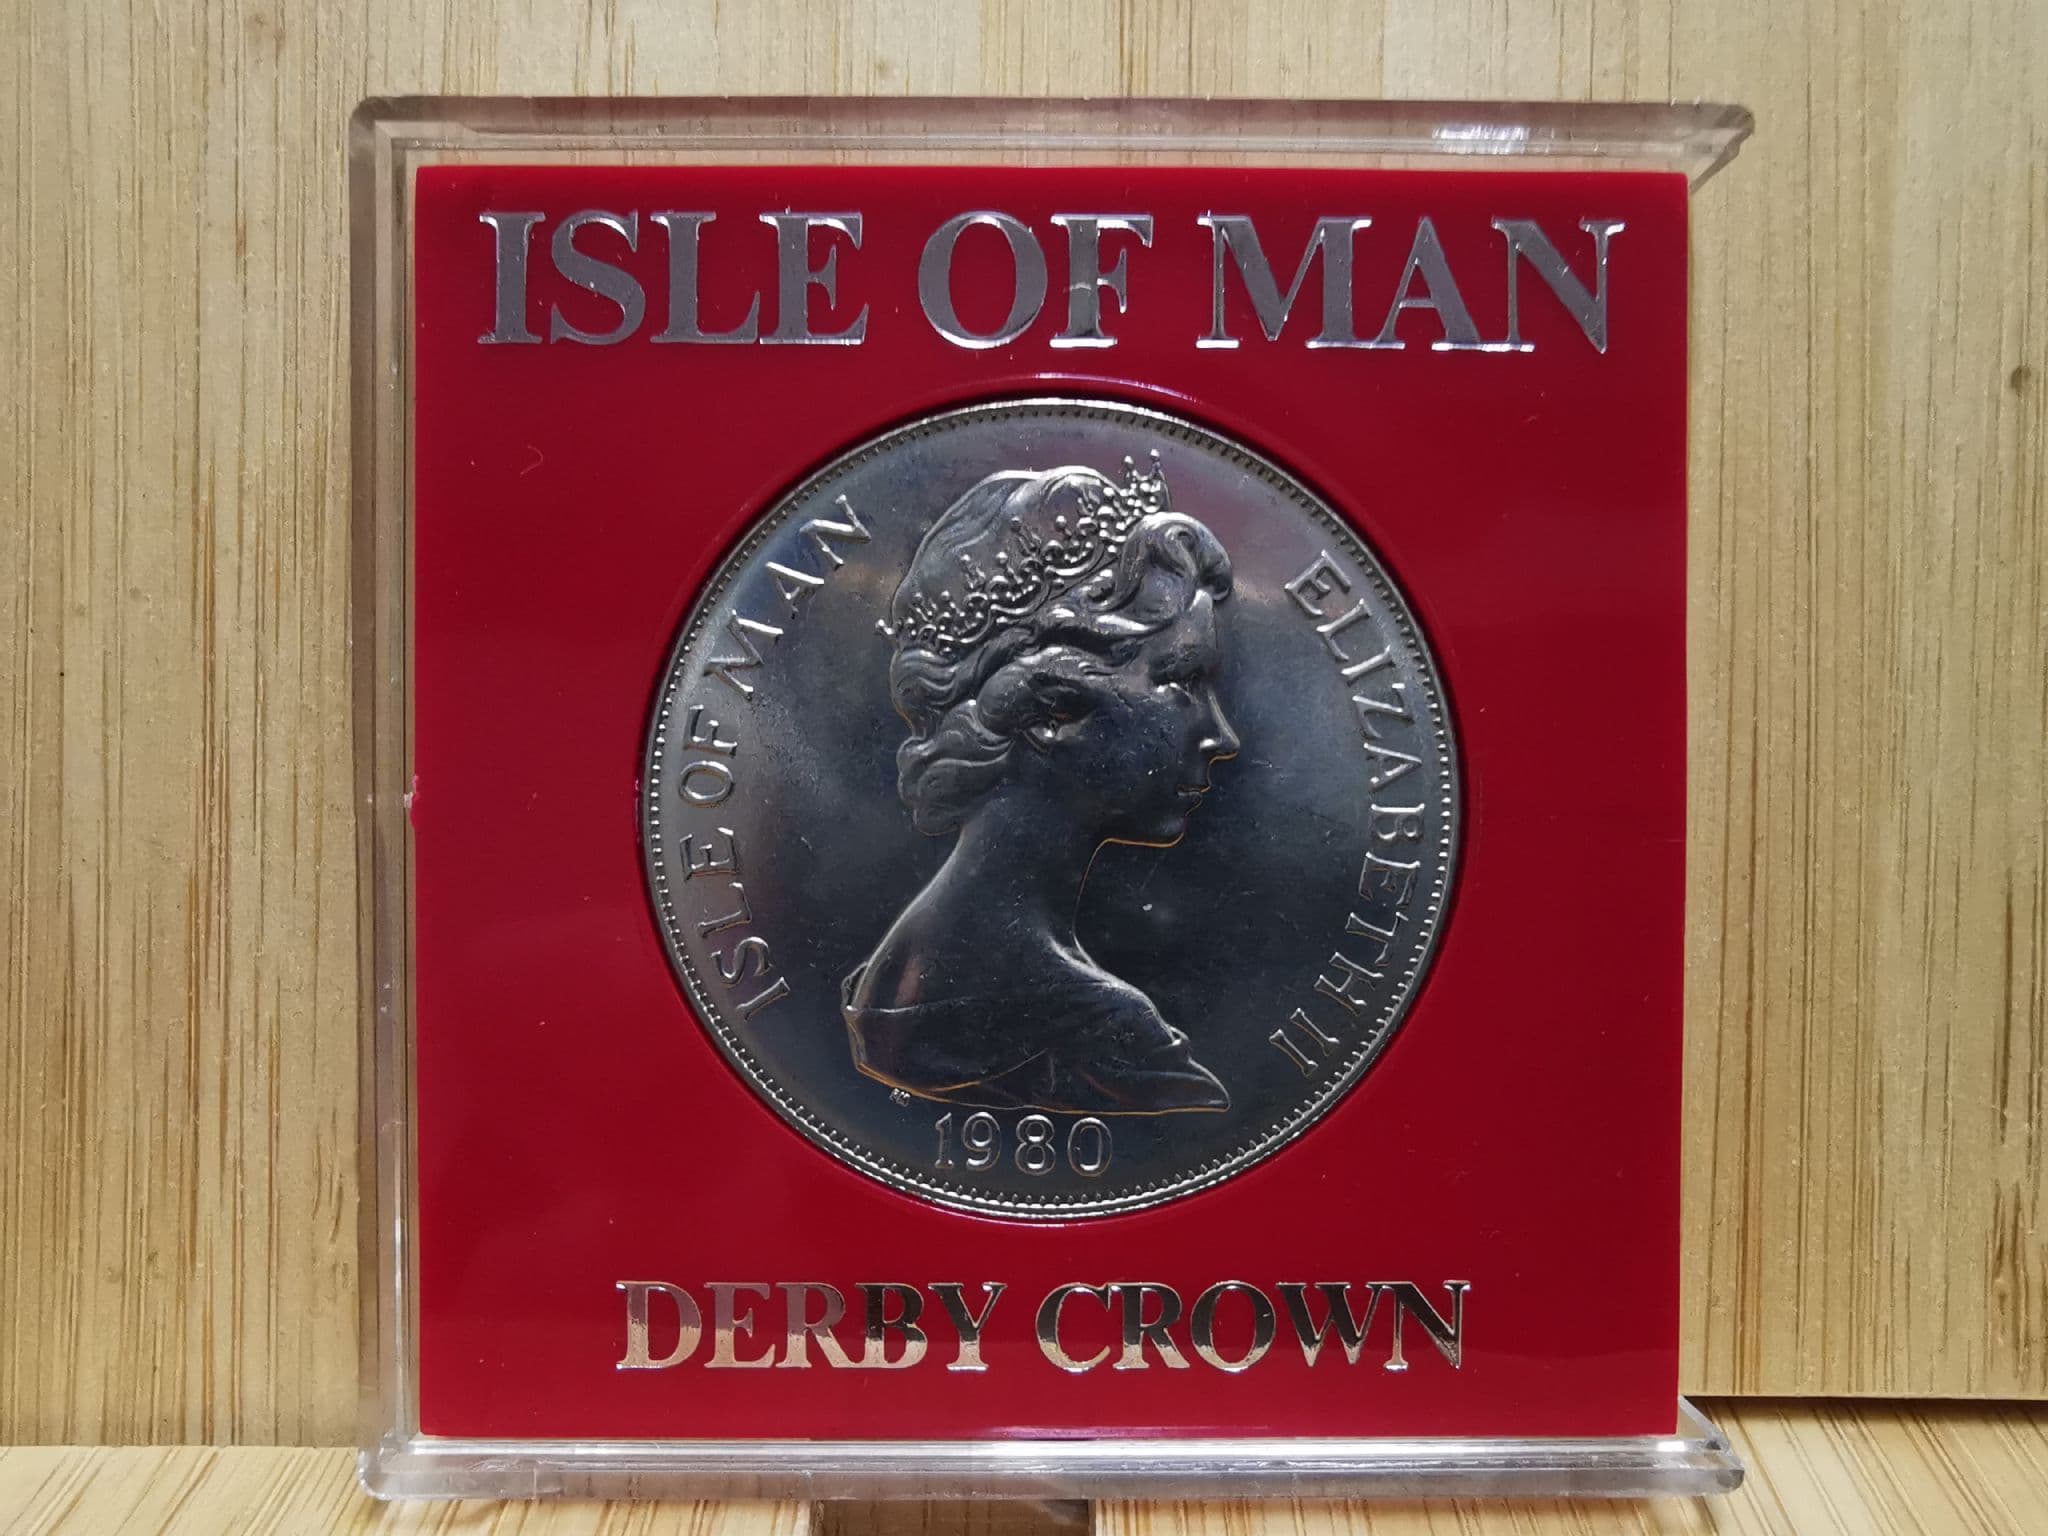 ISLE OF MAN
ISLE OF MAN
ELIZABETH II
1980
DERBY CROWN